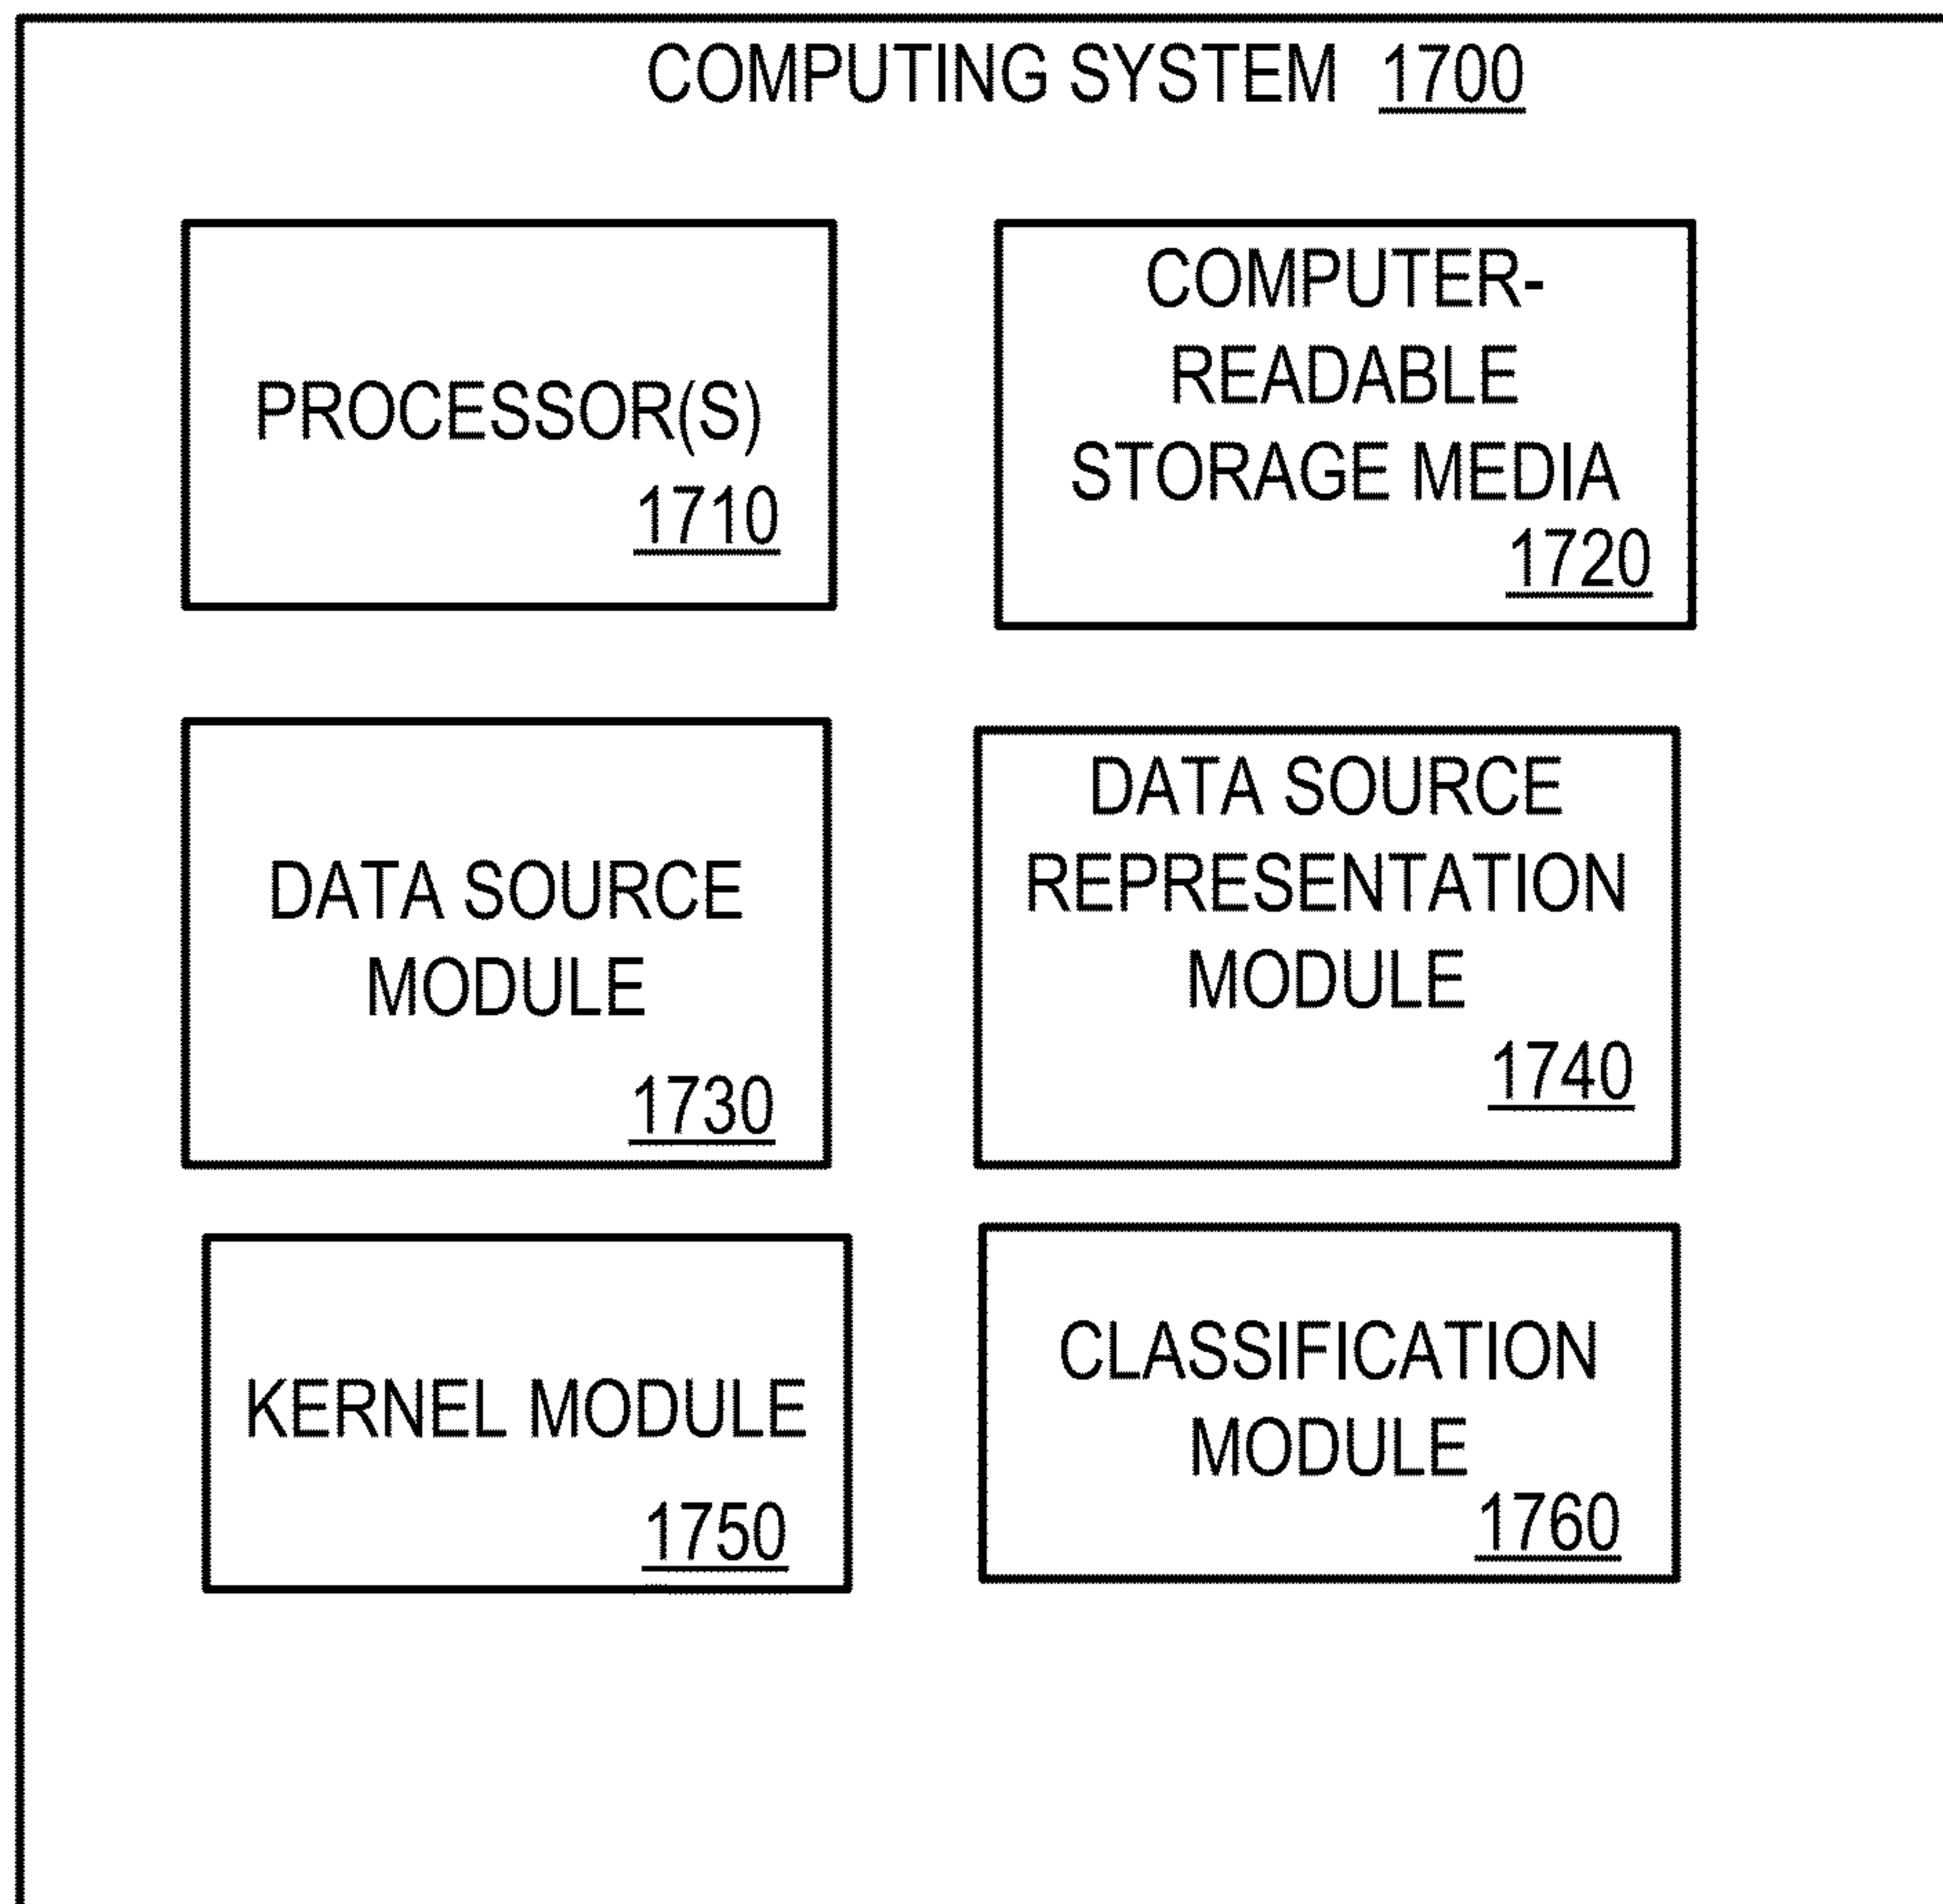 COMPUTING SYSTEM 1700
PROCESSOR(S)
1710
COMPUTER-
READABLE
STORAGE MEDIA
1720
DATA SOURCE
MODULE
1730
DATA SOURCE
REPRESENTATION
MODULE
1740
KERNEL MODULE
1750
CLASSIFICATION
MODULE
1760